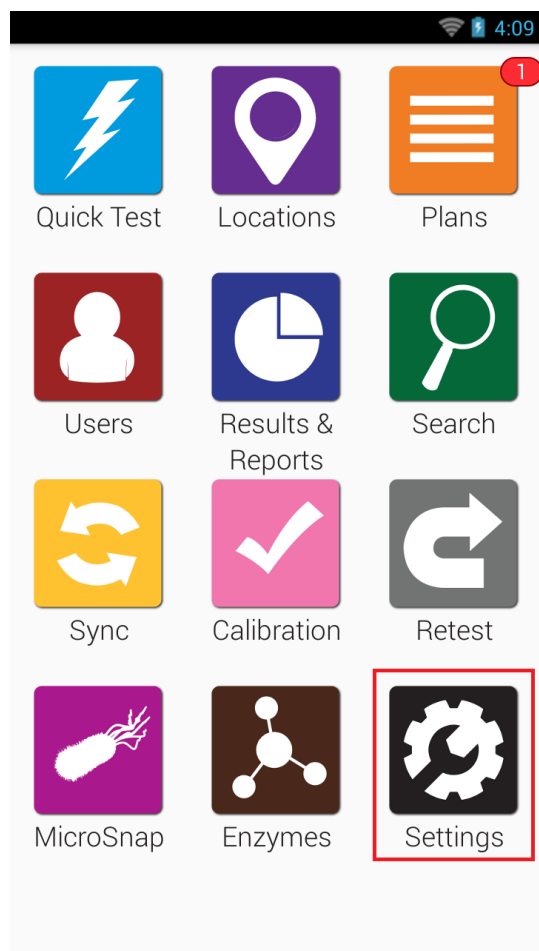 4:09
1
Quick Test
Locations
Plans
Users
Results &
Reports
Search
Sync
Calibration
Retest
MicroSnap
Enzymes
Settings